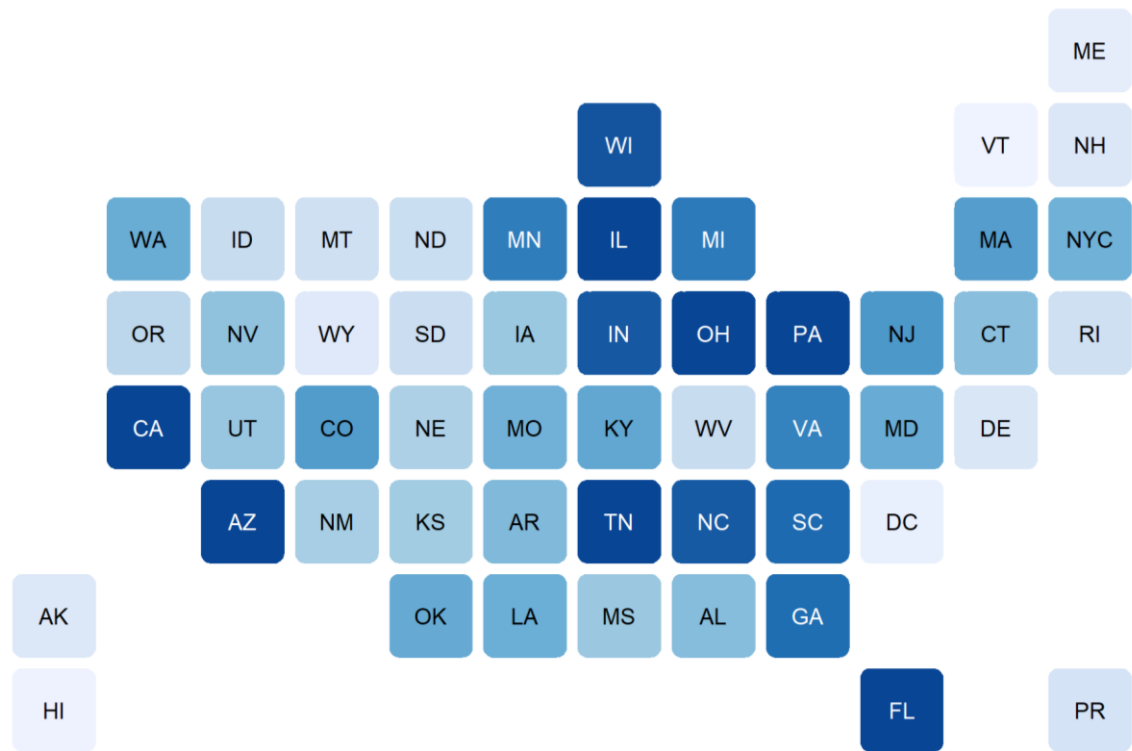 ME
WI VT NH
WA ID MT ND MN IL MI MA NYC
OR NV WY SD IA IN OH PA NJ CT RI
CA UT CO NE MO KY WV VA MD DE
AZ NM KS AR TN NC SC DC
AK OK LA MS AL GA
HI FL PR